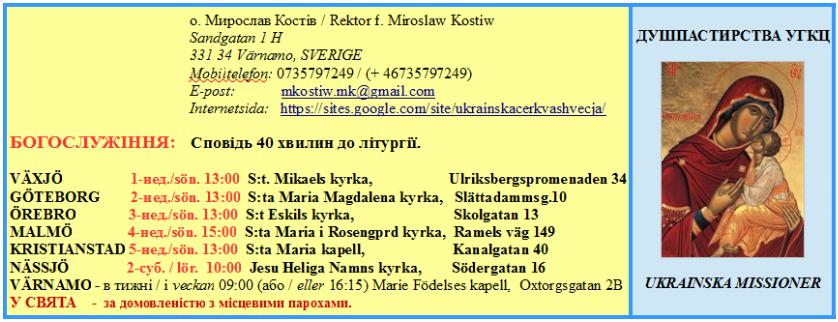 о. Мирослав Костів / Rektor f. Miroslaw Kostiw
Sandgatan 1 H
331 34 Värnamo, SVERIGE
Mobiltelefon: 0735797249 / (+ 46735797249)
E-post: mkostiw.mk@gmail.com
Internetsida: https://sites.google.com/site/ukrainskacerkvashvecja/
БОГОСЛУЖІННЯ: Сповідь 40 хвилин до літургії.
VÄXJÖ 1-нед./sön. 13:00 S:t. Mikaels kyrka, Ulriksbergspromenaden 34
GÖTEBORG 2-нед./sön. 13:00 S:ta Maria Magdalena kyrka, Slättadammsg.10
ÖREBRO 3-нед./sön. 13:00 S:t Eskils kyrka, Skolgatan 13
MALMÖ 4-нед./sön. 15:00 S:ta Maria i Rosengprd kyrka, Ramels väg 149
KRISTIANSTAD 5-нед./sön. 13:00 S:ta Maria kapell, Kanalgatan 40
NÄSSJÖ 2-суб. / lör. 10:00 Jesu Heliga Namns kyrka, Södergatan 16
VÄRNAMO - в тижні / i veckan 09:00 (або / eller 16:15) Marie Födelses kapell, Oxtorgsgatan 2B
У СВЯТА - за домовленістю з місцевими парохами.
ДУШПАСТИРСТВА УГКЦ
UKRAINSKA MISSIONER